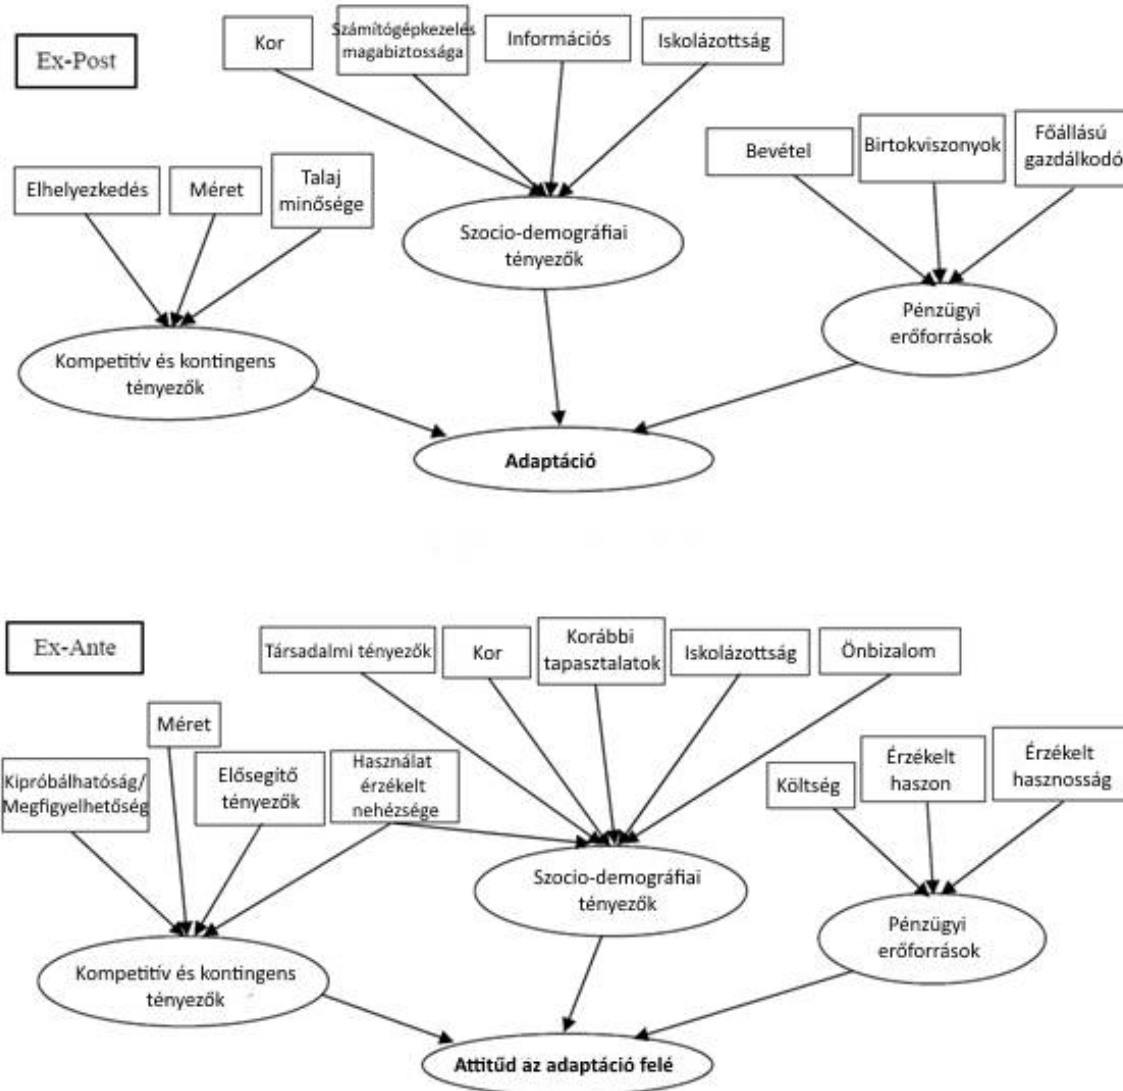 Ex-Post
Kor
Számítógépkezelés
magabiztossága
Információs
Iskolázottság
Elhelyezkedés
Méret
Talaj
minősége
Bevétel
Birtokviszonyok
Főállású
gazdálkodó
Szocio-demográfiai
tényezők
Kompetitív és kontingens
tényezők
Pénzügyi
erőforrások
Adaptáció
Ex-Ante
Társadalmi tényezők
Kor
Korábbi
tapasztalatok
Iskolázottság
Önbizalom
Méret
Kipróbálhatóság/
Megfigyelhetőség
Elősegítő
tényezők
Használat
érzékelt
nehézsége
Költség
Érzékelt
haszon
Érzékelt
hasznosság
Szocio-demográfiai
tényezők
Kompetitív és kontingens
tényezők
Pénzügyi
erőforrások
Attitűd az adaptáció felé